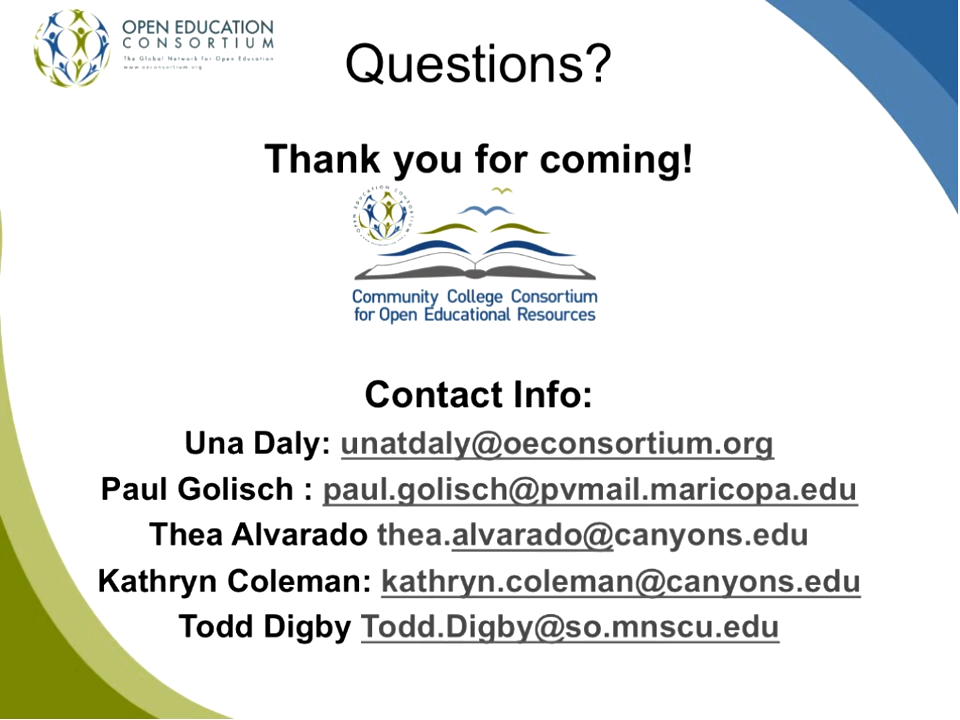 OPEN EDUCATION
CONSORTIUM
The Global Network for Open Education
www.oeconsortium.org
Questions?
Thank you for coming!
OPEN EDUCATION CONSORTIUM
Community College Consortium
for Open Educational Resources
Contact Info:
Una Daly: unatdaly@oeconsortium.org
Paul Golisch : paul.golisch@pvmail.maricopa.edu
Thea Alvarado thea.alvarado@canyons.edu
Kathryn Coleman: kathryn.coleman@canyons.edu
Todd Digby Todd.Digby@so.mnscu.edu